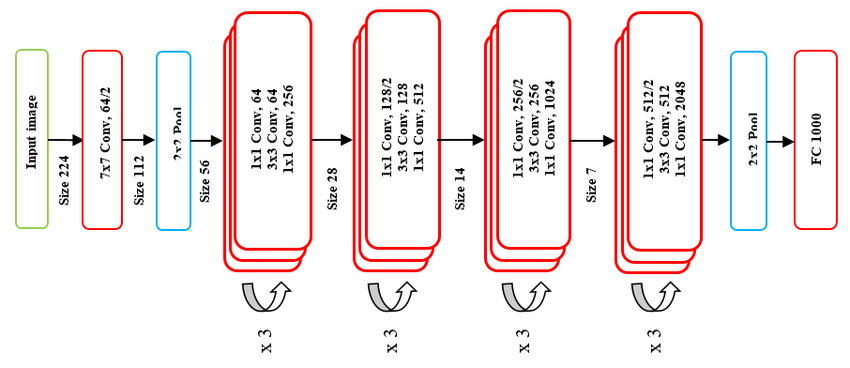 Input image
Size 224
7x7 Conv, 64/2
Size 112
2x2 Pool
Size 56
1x1 Conv, 64
3x3 Conv, 64
1x1 Conv, 256
x 3
Size 28
1x1 Conv, 128/2
3x3 Conv, 128
1x1 Conv, 512
x 3
Size 14
1x1 Conv, 256/2
3x3 Conv, 256
1x1 Conv, 1024
x 3
Size 7
1x1 Conv, 512/2
3x3 Conv, 512
1x1 Conv, 2048
x 3
2x2 Pool
FC 1000